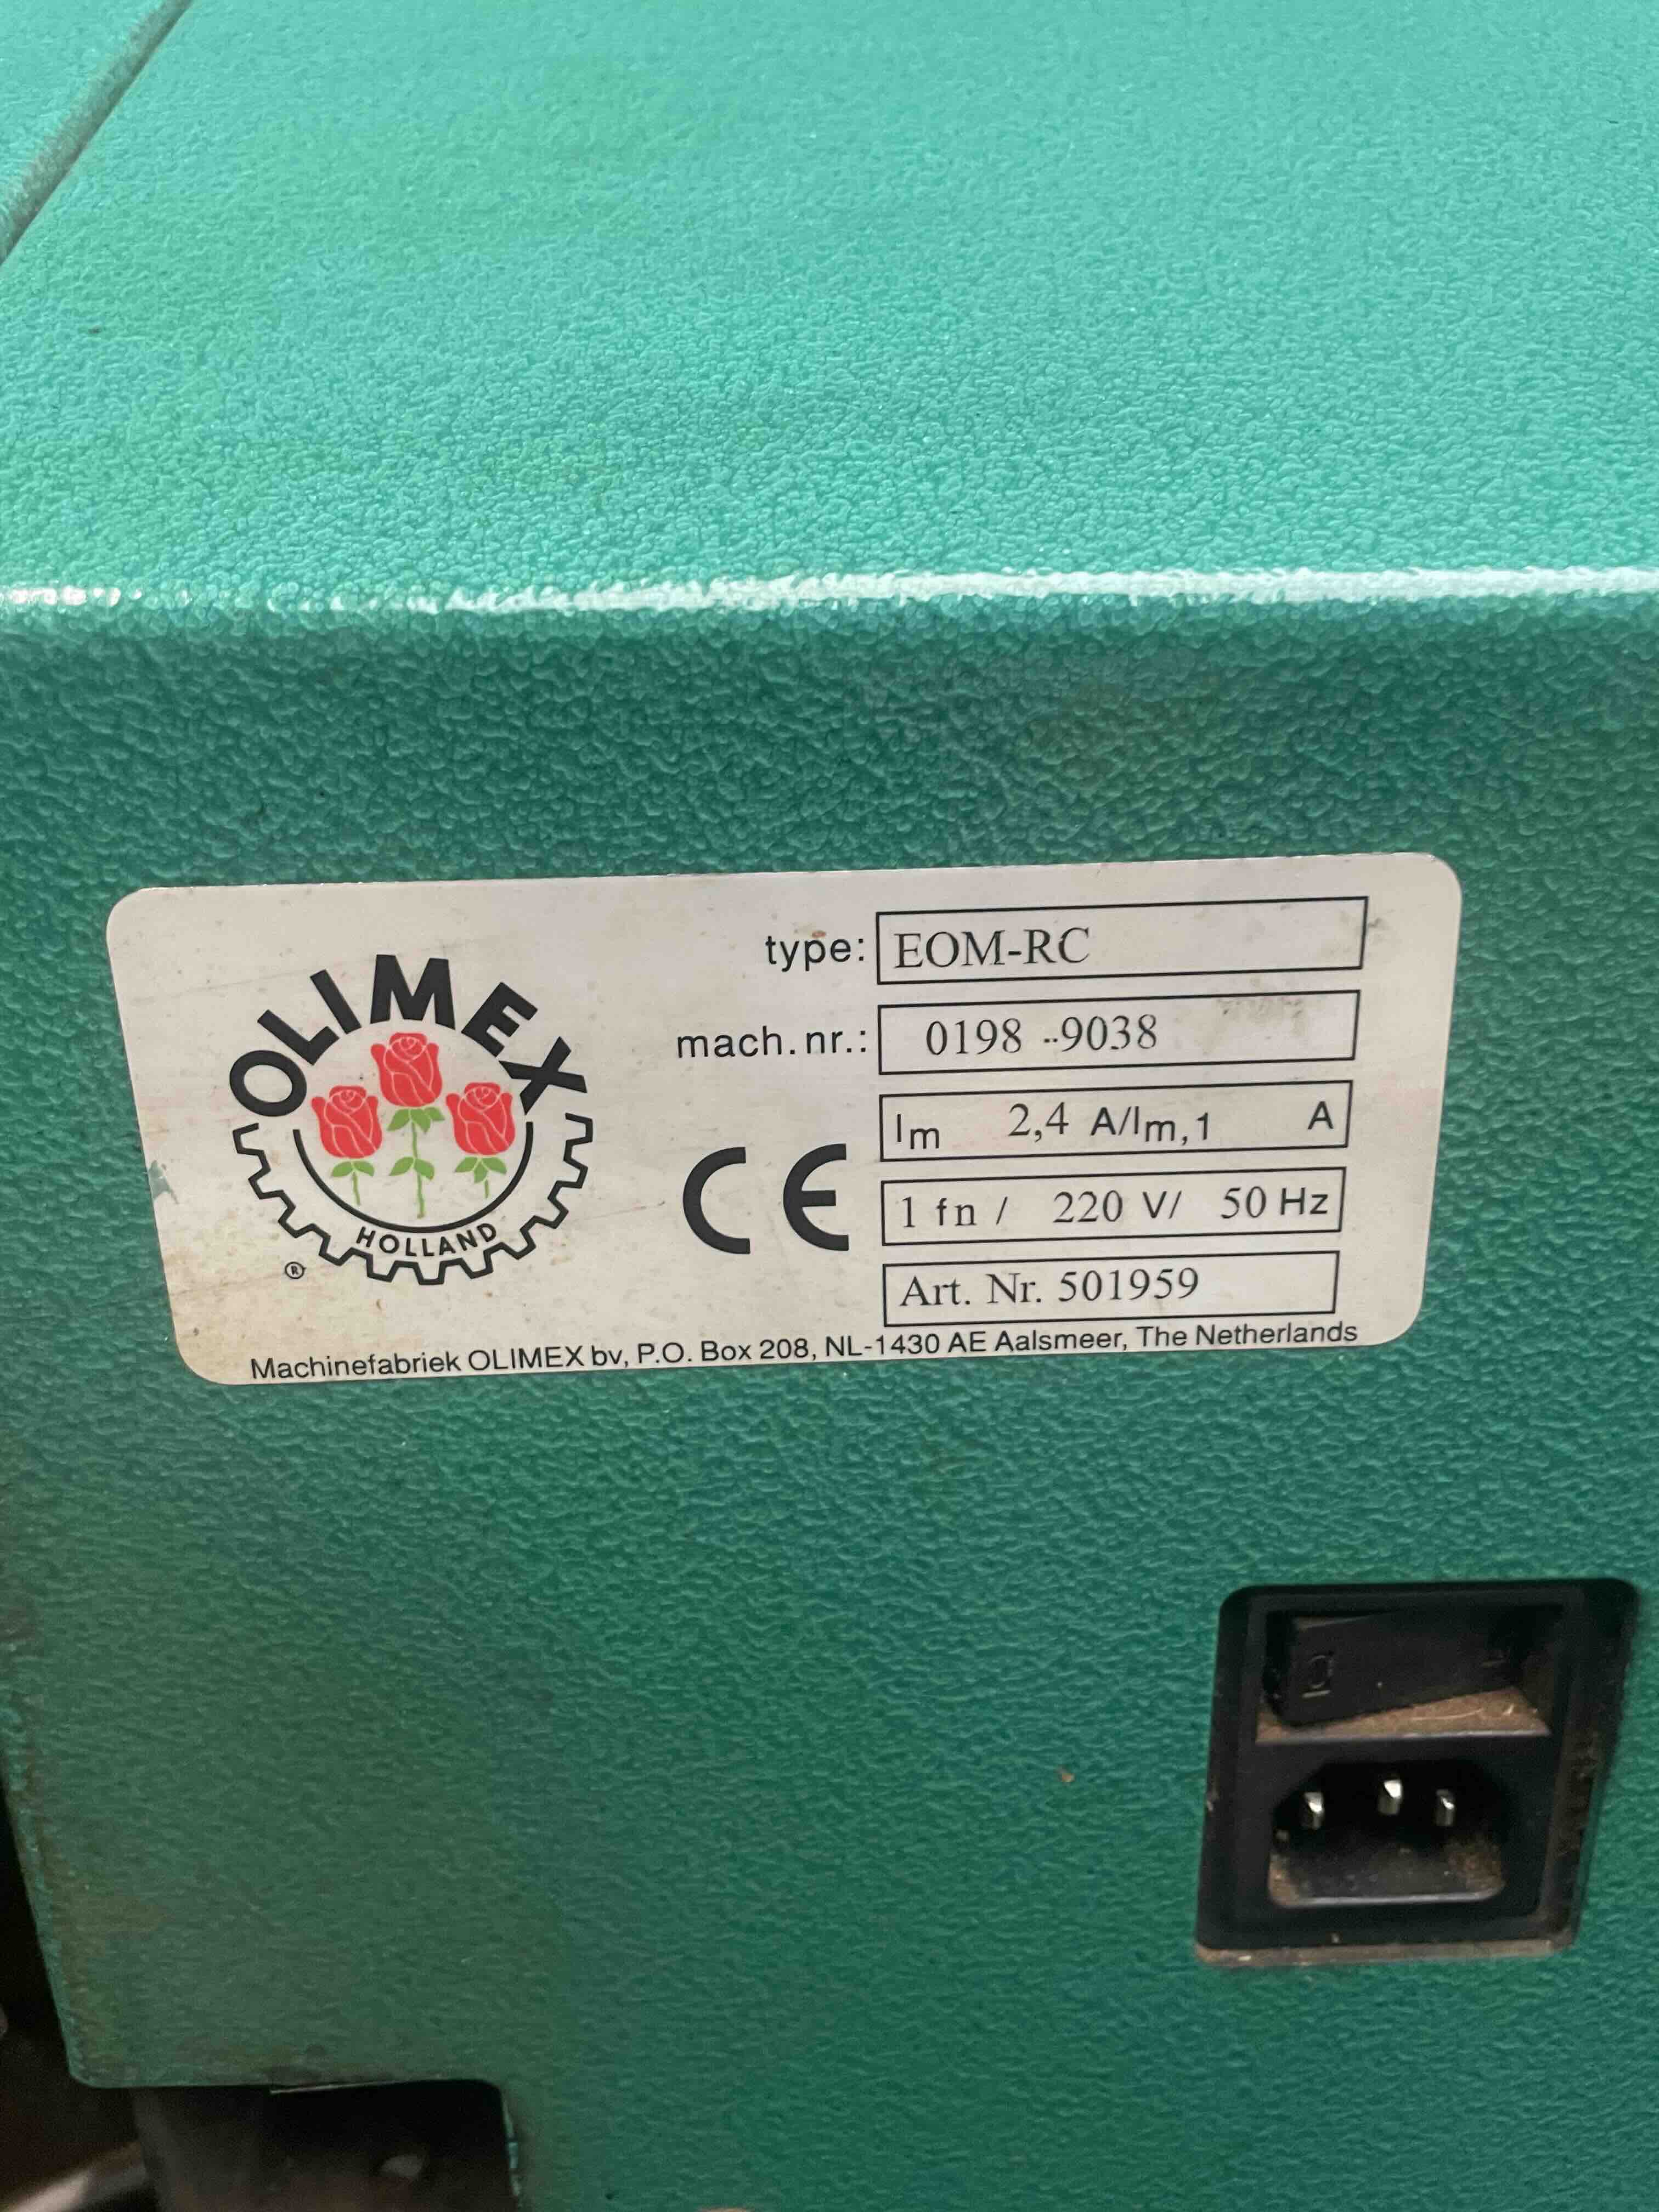 OLIMEX
HOLLAND
®
type: EOM-RC
mach.nr.: 0198 -9038
Im 2,4 A/Im,1 A
CE
1 fn / 220 V/ 50 Hz
Art. Nr. 501959
Machinefabriek OLIMEX bv, P.O. Box 208, NL-1430 AE Aalsmeer, The Netherlands